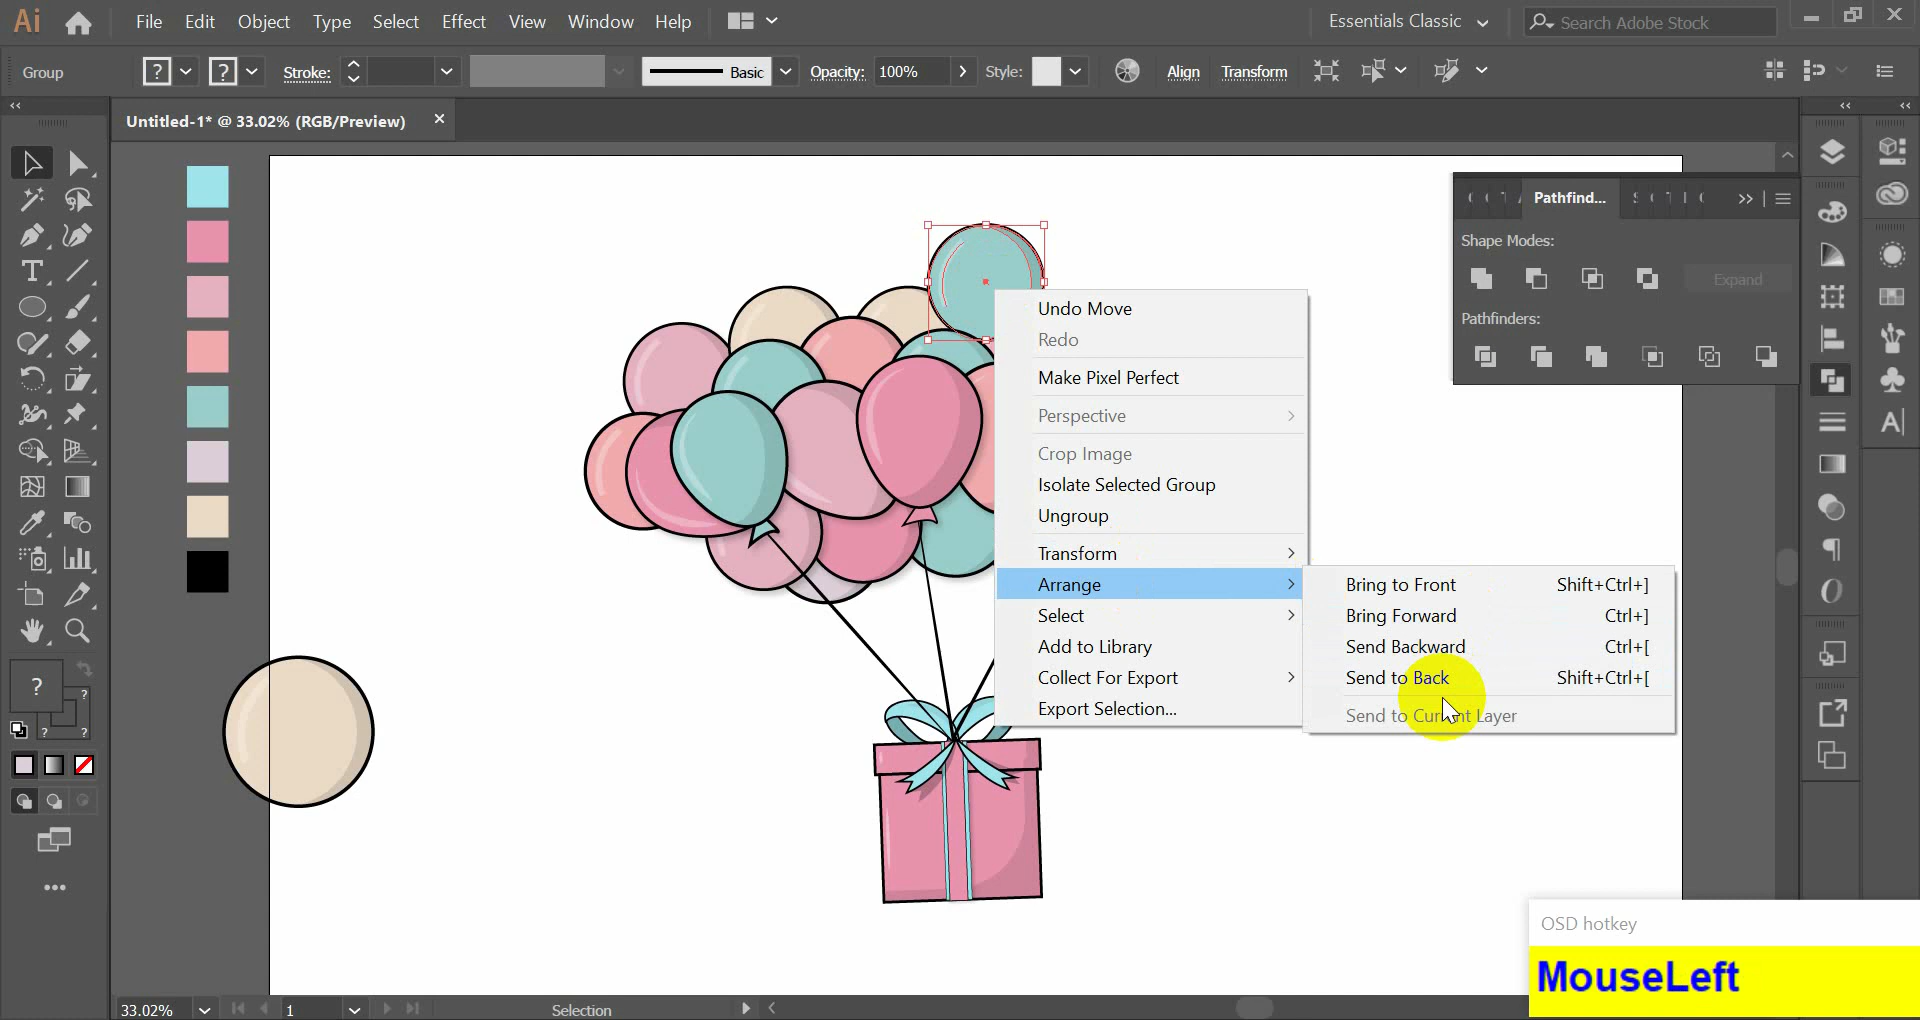 Ai File Edit Object Type Select Effect View Window Help Essentials Classic Search Adobe Stock
Group ? ? Stroke: Basic Opacity: 100% Style: Align Transform
Untitled-1* @ 33.02% (RGB/Preview)
Pathfind...
Shape Modes:
Expand
Pathfinders:
Undo Move
Redo
Make Pixel Perfect
Perspective
Crop Image
Isolate Selected Group
Ungroup
Transform
Arrange
Select
Add to Library
Collect For Export
Export Selection...
Bring to Front Shift+Ctrl+]
Bring Forward Ctrl+]
Send Backward Ctrl+[
Send to Back Shift+Ctrl+[
Send to Current Layer
?
?
? ?
OSD hotkey
MouseLeft
33.02% 1 Selection